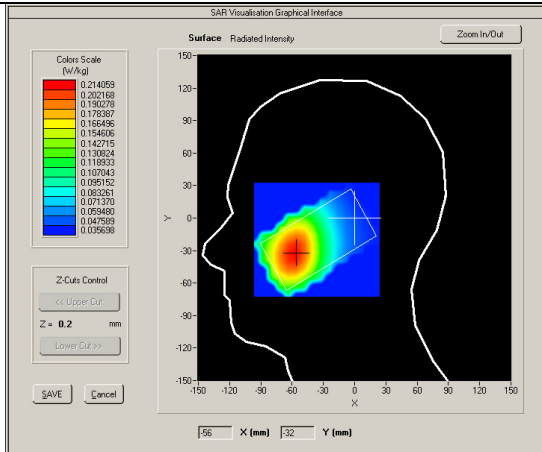 SAR Visualisation Graphical Interface
Surface Radiated Intensity
Zoom In/Out
Colors Scale
(W/kg)
0.214059
0.202168
0.190278
0.178387
0.166496
0.154606
0.142715
0.130824
0.118933
0.107043
0.095152
0.083261
0.071370
0.059480
0.047589
0.035698
Z-Cuts Control
<< Upper Cut
Z = 0.2 mm
Lower Cut >>
SAVE Cancel
150-
120-
90-
60-
30-
0-
-30-
-60-
-90-
-120-
-150-
Y
-150 -120 -90 -60 -30 0 30 60 90 120 150
X
-56 X (mm) -32 Y (mm)